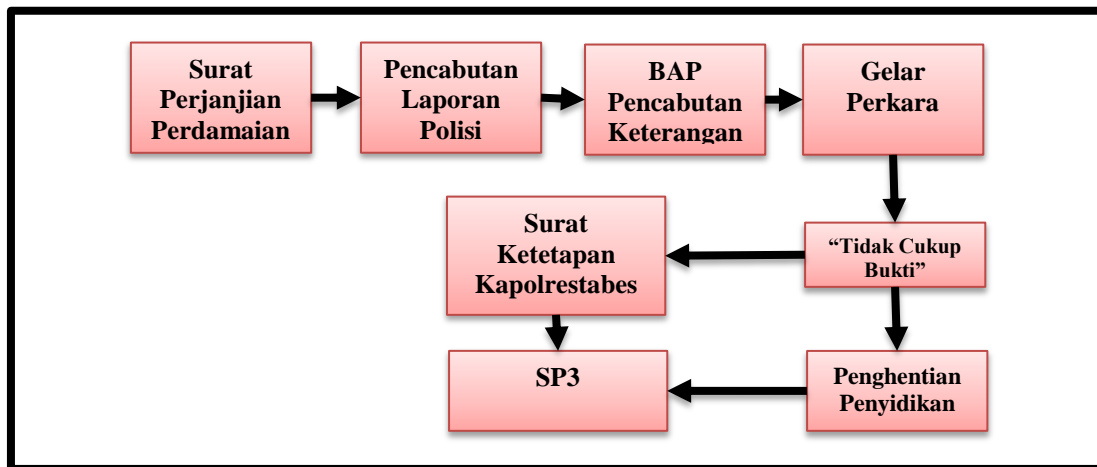 Surat
Perjanjian
Perdamaian
Pencabutan
Laporan
Polisi
BAP
Pencabutan
Keterangan
Gelar
Perkara
Surat
Ketetapan
Kapolrestabes
“Tidak Cukup
Bukti”
SP3
Penghentian
Penyidikan